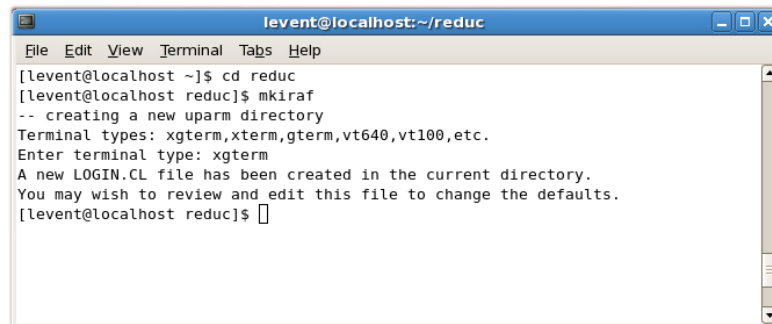 levent@localhost:~/reduc
File Edit View Terminal Tabs Help
[levent@localhost ~]$ cd reduc
[levent@localhost reduc]$ mkiraf
-- creating a new uparm directory
Terminal types: xgterm,xterm,gterm,vt640,vt100,etc.
Enter terminal type: xgterm
A new LOGIN.CL file has been created in the current directory.
You may wish to review and edit this file to change the defaults.
[levent@localhost reduc]$